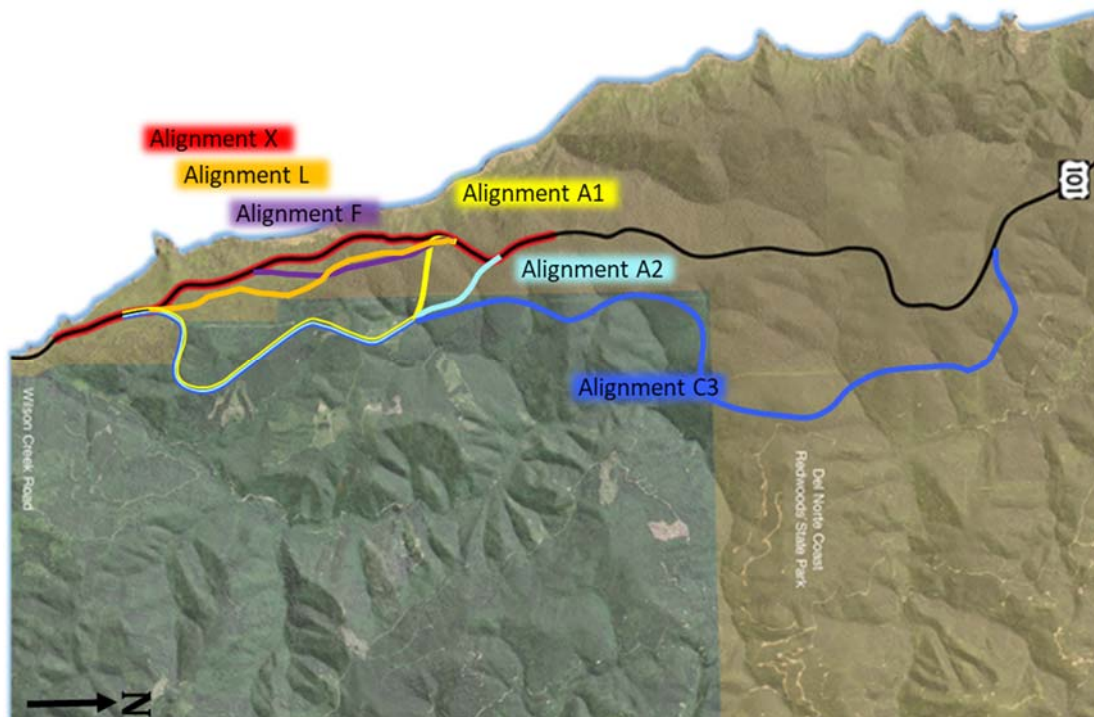 Alignment X
Alignment L
Alignment F
Alignment A1
Alignment A2
Alignment C3
101
Wilson Creek Road
Del Norte Coast
Redwoods State Park
N